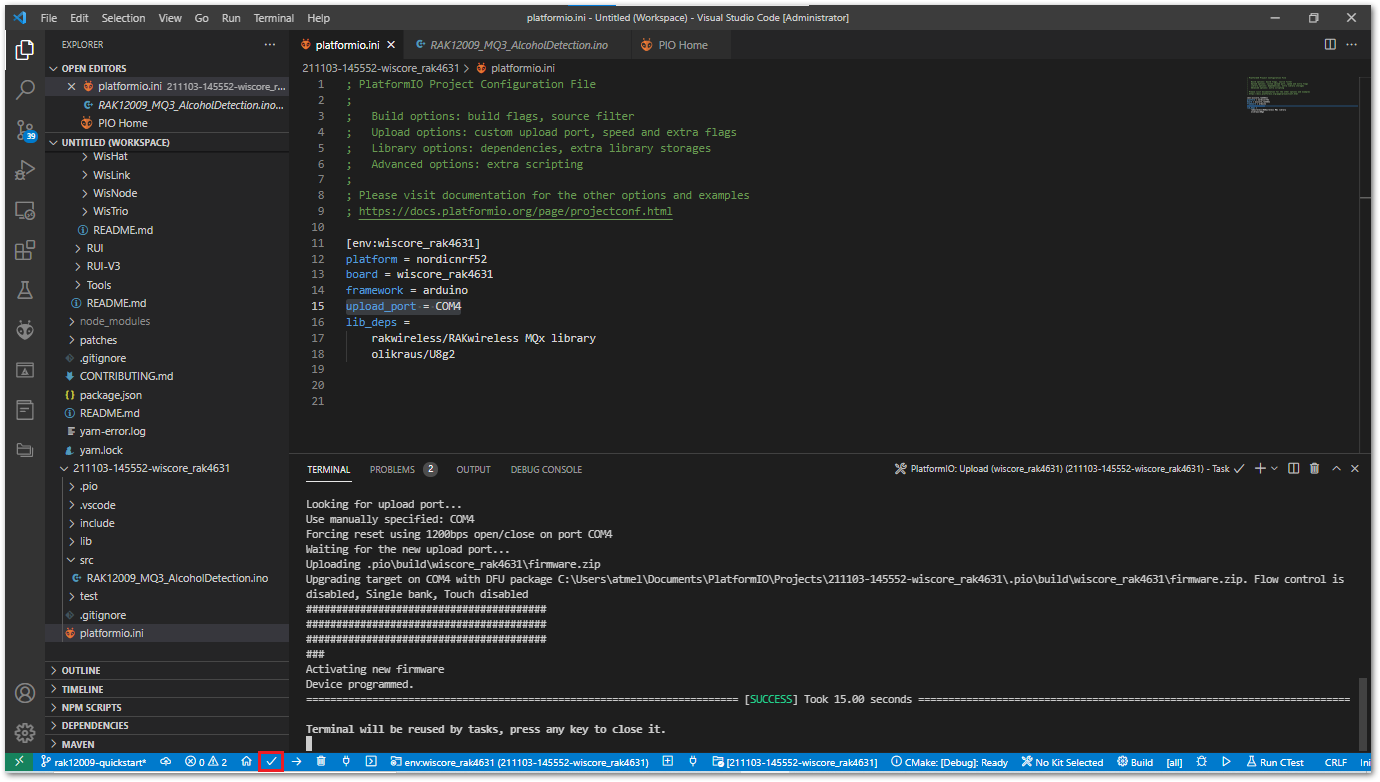 File Edit Selection View Go Run Terminal Help
platformio.ini - Untitled (Workspace) - Visual Studio Code [Administrator]
EXPLORER
OPEN EDITORS
platformio.ini 211103-145552-wiscore_r...
RAK12009_MQ3_AlcoholDetection.ino...
PIO Home
UNTITLED (WORKSPACE)
WisHat
WisLink
WisNode
WisTrio
README.md
RUI
RUI-V3
Tools
README.md
node_modules
patches
.gitignore
CONTRIBUTING.md
package.json
README.md
yarn-error.log
yarn.lock
211103-145552-wiscore_rak4631
.pio
.vscode
include
lib
src
RAK12009_MQ3_AlcoholDetection.ino
test
.gitignore
platformio.ini
OUTLINE
TIMELINE
NPM SCRIPTS
DEPENDENCIES
MAVEN
39
platformio.ini RAK12009_MQ3_AlcoholDetection.ino PIO Home
211103-145552-wiscore_rak4631 > platformio.ini
1 ; PlatformIO Project Configuration File
2 ;
3 ;   Build options: build flags, source filter
4 ;   Upload options: custom upload port, speed and extra flags
5 ;   Library options: dependencies, extra library storages
6 ;   Advanced options: extra scripting
7 ;
8 ; Please visit documentation for the other options and examples
9 ; https://docs.platformio.org/page/projectconf.html
10
11 [env:wiscore_rak4631]
12 platform = nordicnrf52
13 board = wiscore_rak4631
14 framework = arduino
15 upload_port = COM4
16 lib_deps =
17     rakwireless/RAKwireless MQx library
18     olikraus/U8g2
19
20
21
TERMINAL PROBLEMS 2 OUTPUT DEBUG CONSOLE PlatformIO: Upload (wiscore_rak4631) (211103-145552-wiscore_rak4631) - Task
Looking for upload port...
Use manually specified: COM4
Forcing reset using 1200bps open/close on port COM4
Waiting for the new upload port...
Uploading .pio\build\wiscore_rak4631\firmware.zip
Upgrading target on COM4 with DFU package C:\Users\atmel\Documents\PlatformIO\Projects\211103-145552-wiscore_rak4631\.pio\build\wiscore_rak4631\firmware.zip. Flow control is
disabled, Single bank, Touch disabled
########################################
########################################
########################################
###
Activating new firmware
Device programmed.
======================================================================== [SUCCESS] Took 15.00 seconds ========================================================================
Terminal will be reused by tasks, press any key to close it.
rak12009-quickstart* 0 2 env:wiscore_rak4631 (211103-145552-wiscore_rak4631) [211103-145552-wiscore_rak4631] CMake: [Debug]: Ready No Kit Selected Build [all] Run CTest CRLF Ini